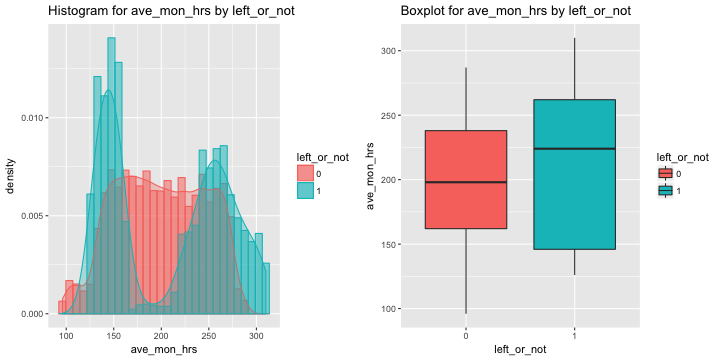 Histogram for ave_mon_hrs by left_or_not
density
0.010
0.005
0.000
100 150 200 250 300
ave_mon_hrs
left_or_not
0
1
Boxplot for ave_mon_hrs by left_or_not
ave_mon_hrs
300
250
200
150
100
0 1
left_or_not
left_or_not
0
1